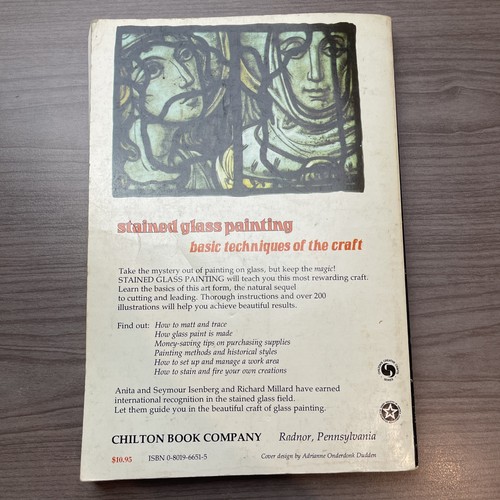 stained glass painting
basic techniques of the craft
Take the mystery out of painting on glass, but keep the magic!
STAINED GLASS PAINTING will teach you this most rewarding craft.
Learn the basics of this art form, the natural sequel
to cutting and leading. Thorough instructions and over 200
illustrations will help you achieve beautiful results.
Find out: How to matt and trace
How glass paint is made
Money-saving tips on purchasing supplies
Painting methods and historical styles
How to set up and manage a work area
How to stain and fire your own creations
Anita and Seymour Isenberg and Richard Millard have earned
international recognition in the stained glass field.
Let them guide you in the beautiful craft of glass painting.
CHILTON BOOK COMPANY Radnor, Pennsylvania
$10.95 ISBN 0-8019-6651-5 Cover design by Adrianne Onderdonk Dudden